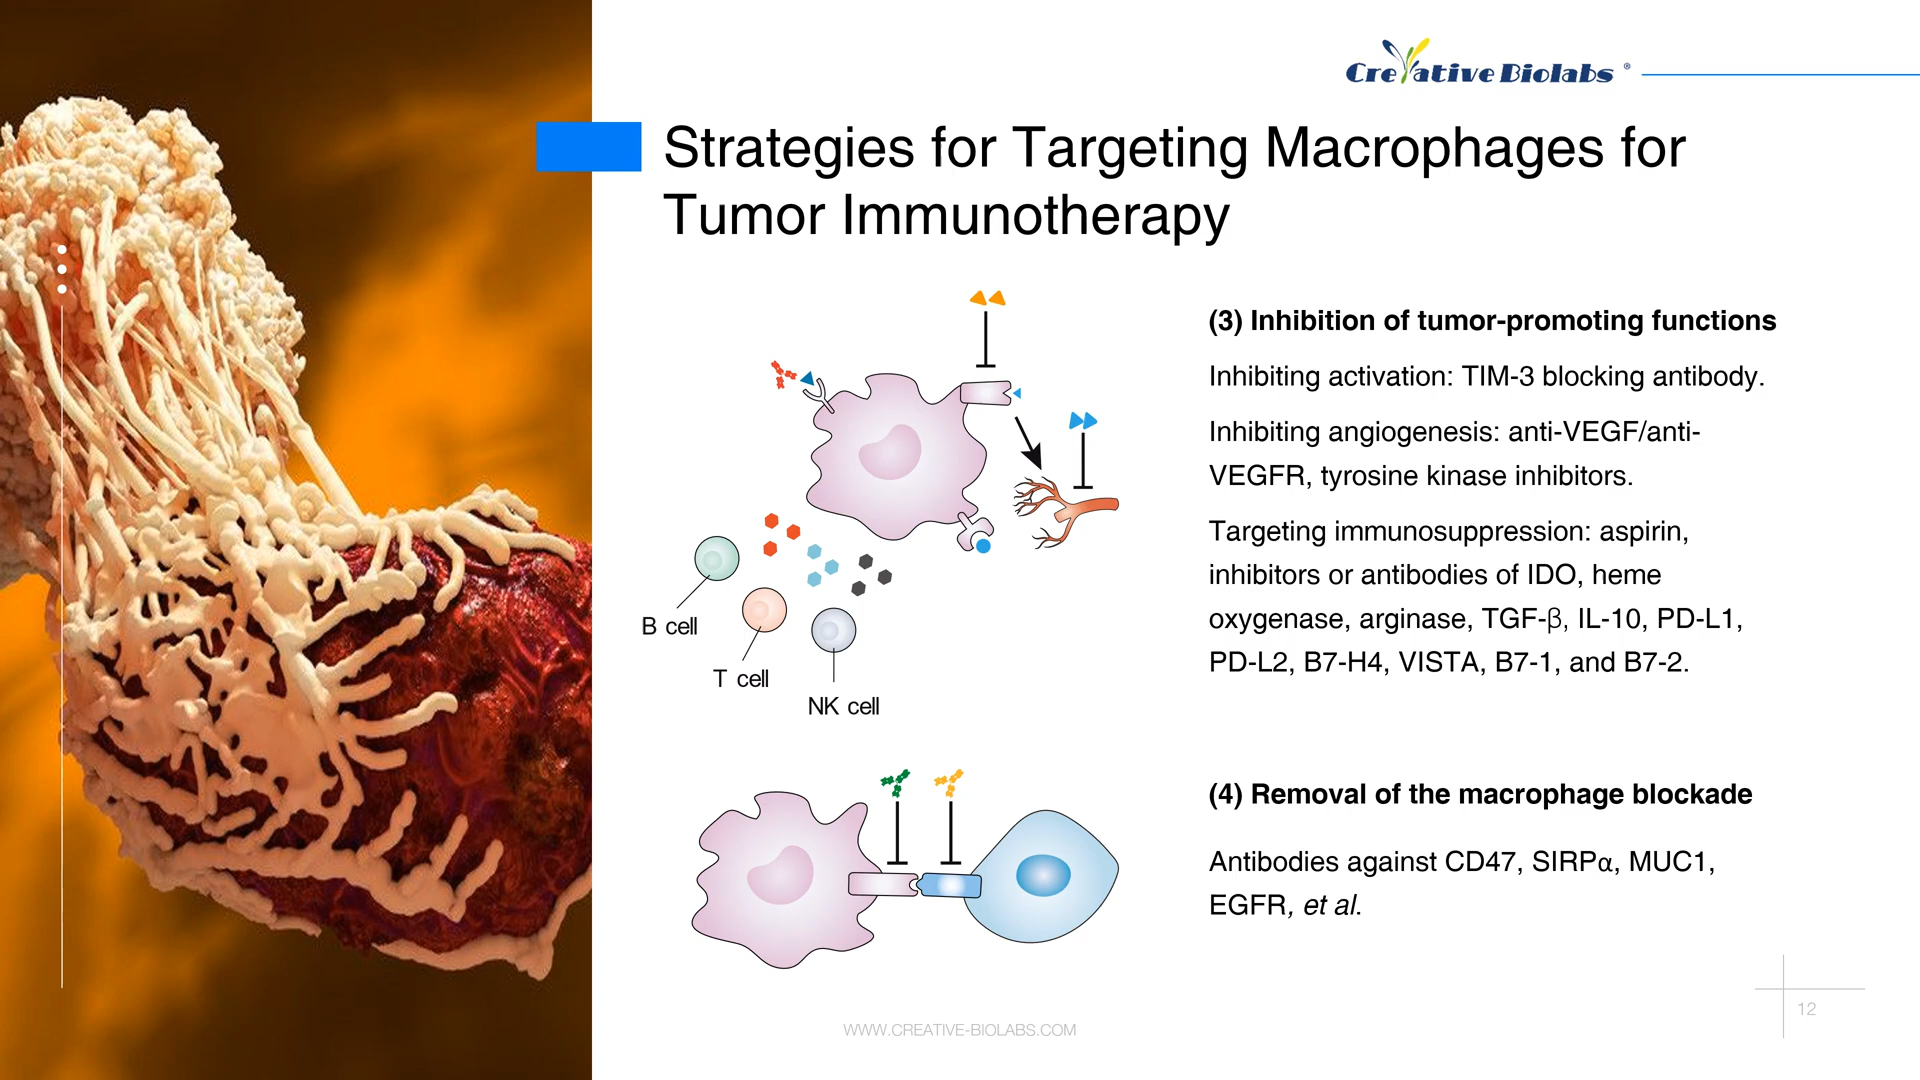 Creative Biolabs ®
Strategies for Targeting Macrophages for
Tumor Immunotherapy
(3) Inhibition of tumor-promoting functions
Inhibiting activation: TIM-3 blocking antibody.
Inhibiting angiogenesis: anti-VEGF/anti-
VEGFR, tyrosine kinase inhibitors.
Targeting immunosuppression: aspirin,
inhibitors or antibodies of IDO, heme
oxygenase, arginase, TGF-β, IL-10, PD-L1,
PD-L2, B7-H4, VISTA, B7-1, and B7-2.
B cell
T cell
NK cell
(4) Removal of the macrophage blockade
Antibodies against CD47, SIRPα, MUC1,
EGFR, et al.
WWW.CREATIVE-BIOLABS.COM
12